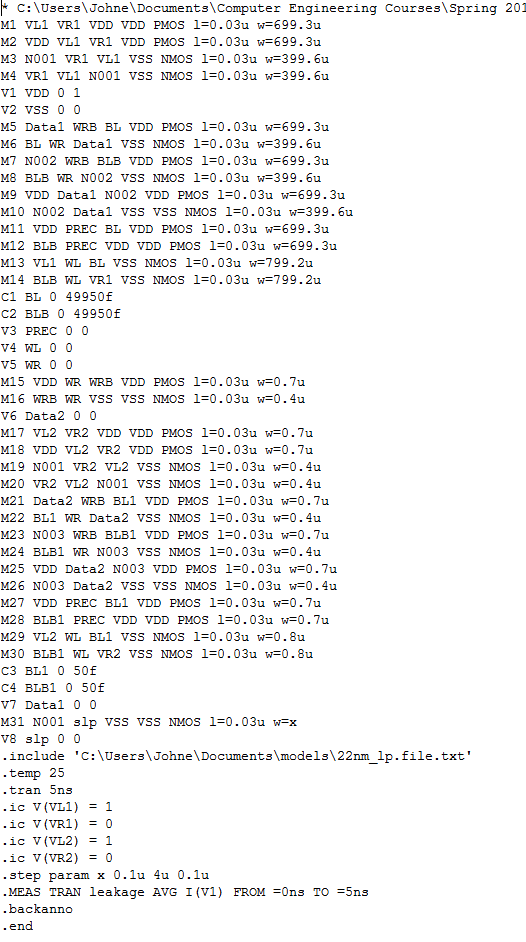 * C:\Users\Johne\Documents\Computer Engineering Courses\Spring 201
M1 VL1 VR1 VDD VDD PMOS l=0.03u w=699.3u
M2 VDD VL1 VR1 VDD PMOS l=0.03u w=699.3u
M3 N001 VR1 VL1 VSS NMOS l=0.03u w=399.6u
M4 VR1 VL1 N001 VSS NMOS l=0.03u w=399.6u
V1 VDD 0 1
V2 VSS 0 0
M5 Data1 WRB BL VDD PMOS l=0.03u w=699.3u
M6 BL WR Data1 VSS NMOS l=0.03u w=399.6u
M7 N002 WRB BLB VDD PMOS l=0.03u w=699.3u
M8 BLB WR N002 VSS NMOS l=0.03u w=399.6u
M9 VDD Data1 N002 VDD PMOS l=0.03u w=699.3u
M10 N002 Data1 VSS VSS NMOS l=0.03u w=399.6u
M11 VDD PREC BL VDD PMOS l=0.03u w=699.3u
M12 BLB PREC VDD VDD PMOS l=0.03u w=699.3u
M13 VL1 WL BL VSS NMOS l=0.03u w=799.2u
M14 BLB WL VR1 VSS NMOS l=0.03u w=799.2u
C1 BL 0 49950f
C2 BLB 0 49950f
V3 PREC 0 0
V4 WL 0 0
V5 WR 0 0
M15 VDD WR WRB VDD PMOS l=0.03u w=0.7u
M16 WRB WR VSS VSS NMOS l=0.03u w=0.4u
V6 Data2 0 0
M17 VL2 VR2 VDD VDD PMOS l=0.03u w=0.7u
M18 VDD VL2 VR2 VDD PMOS l=0.03u w=0.7u
M19 N001 VR2 VL2 VSS NMOS l=0.03u w=0.4u
M20 VR2 VL2 N001 VSS NMOS l=0.03u w=0.4u
M21 Data2 WRB BL1 VDD PMOS l=0.03u w=0.7u
M22 BL1 WR Data2 VSS NMOS l=0.03u w=0.4u
M23 N003 WRB BLB1 VDD PMOS l=0.03u w=0.7u
M24 BLB1 WR N003 VSS NMOS l=0.03u w=0.4u
M25 VDD Data2 N003 VDD PMOS l=0.03u w=0.7u
M26 N003 Data2 VSS VSS NMOS l=0.03u w=0.4u
M27 VDD PREC BL1 VDD PMOS l=0.03u w=0.7u
M28 BLB1 PREC VDD VDD PMOS l=0.03u w=0.7u
M29 VL2 WL BL1 VSS NMOS l=0.03u w=0.8u
M30 BLB1 WL VR2 VSS NMOS l=0.03u w=0.8u
C3 BL1 0 50f
C4 BLB1 0 50f
V7 Data1 0 0
M31 N001 slp VSS VSS NMOS l=0.03u w=x
V8 slp 0 0
.include 'C:\Users\Johne\Documents\models\22nm_lp.file.txt'
.temp 25
.tran 5ns
.ic V(VL1) = 1
.ic V(VR1) = 0
.ic V(VL2) = 1
.ic V(VR2) = 0
.step param x 0.1u 4u 0.1u
.MEAS TRAN leakage AVG I(V1) FROM =0ns TO =5ns
.backanno
.end